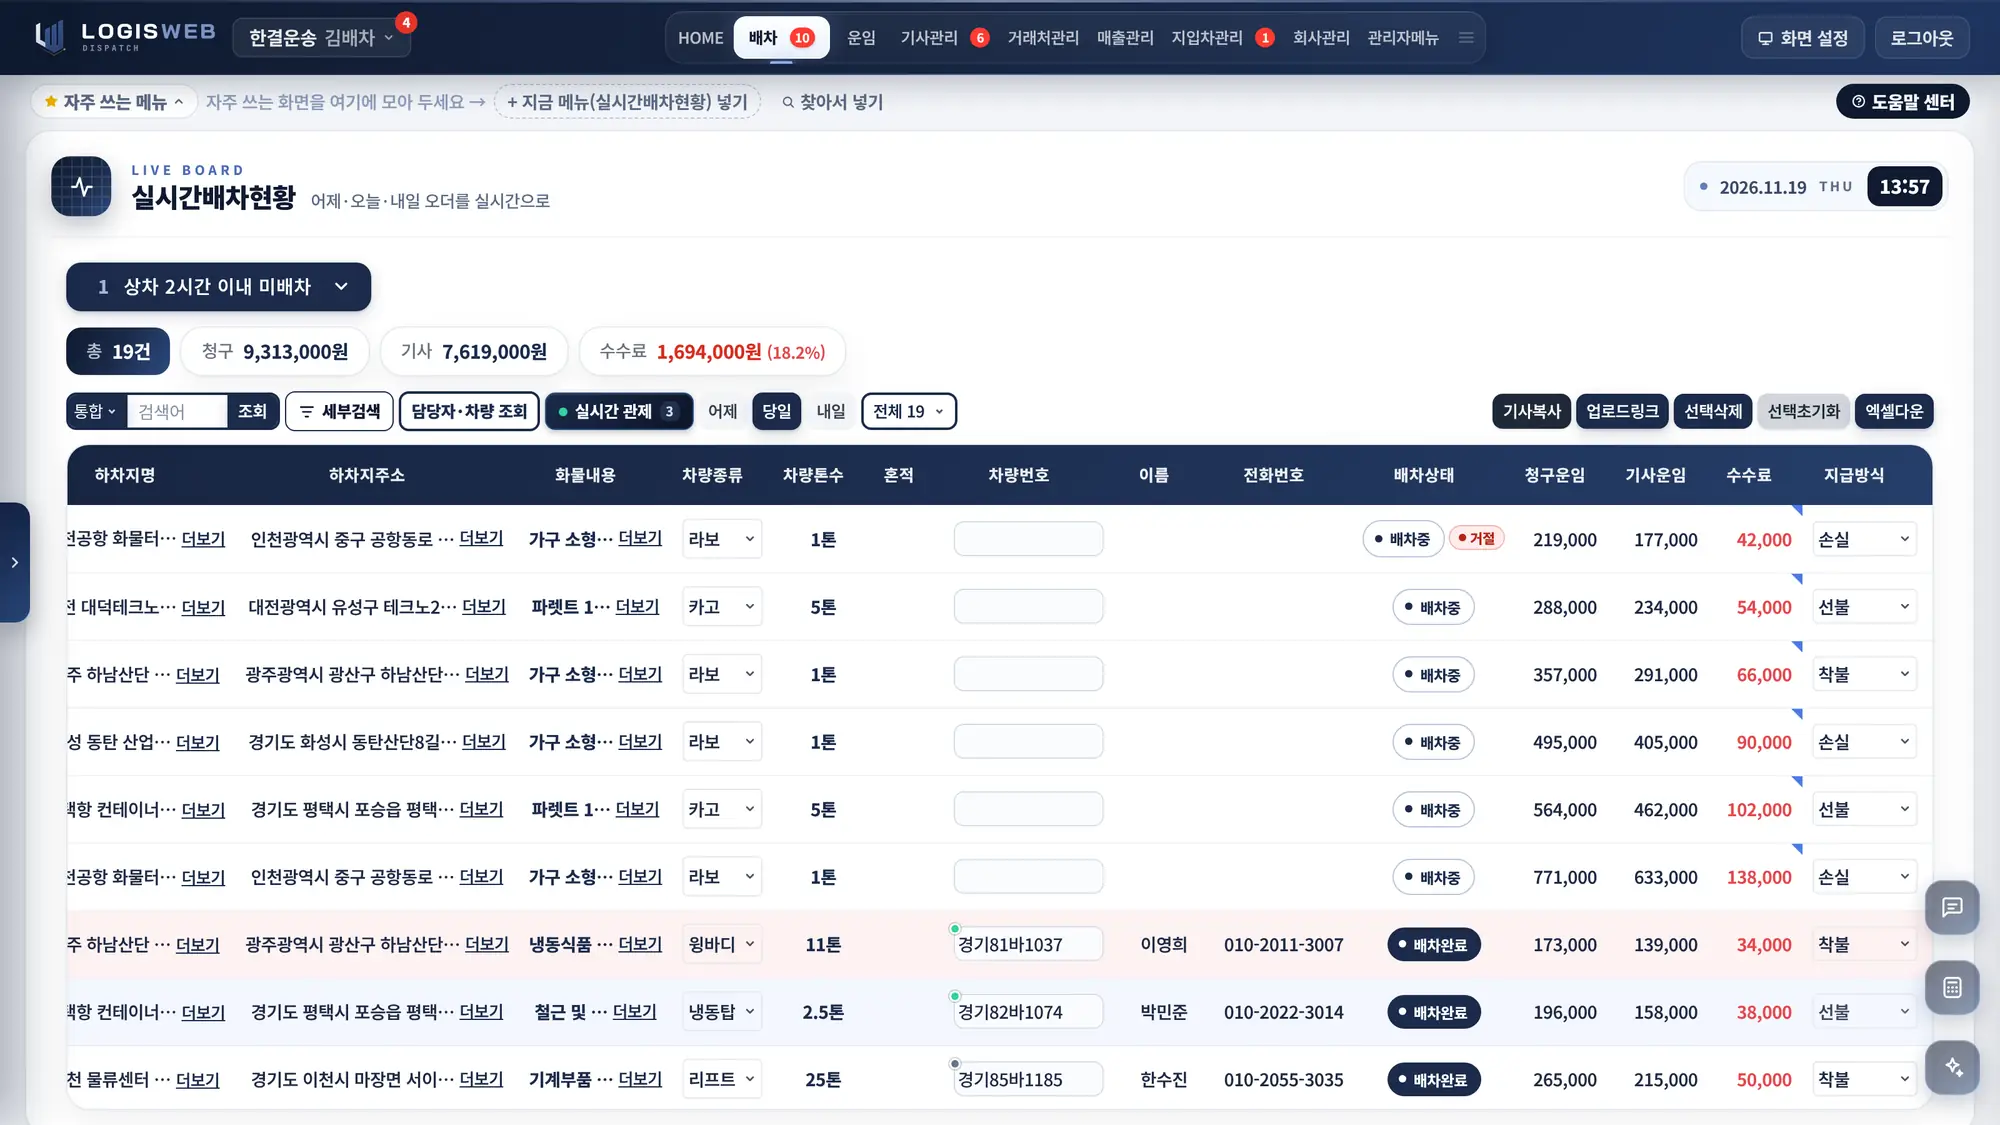 LOGISWEB
DISPATCH
한결운송 김배차 4
HOME 배차 10 운임 기사관리 6 거래처관리 매출관리 지입차관리 1 회사관리 관리자메뉴
화면 설정 로그아웃
자주 쓰는 메뉴 자주 쓰는 화면을 여기에 모아 두세요 → + 지금 메뉴(실시간배차현황) 넣기 찾아서 넣기 도움말 센터
LIVE BOARD
실시간배차현황 어제·오늘·내일 오더를 실시간으로
2026.11.19 THU 13:57
1 상차 2시간 이내 미배차
총 19건 청구 9,313,000원 기사 7,619,000원 수수료 1,694,000원 (18.2%)
통합 검색어 조회 세부검색 담당자·차량 조회 실시간 관제 3 어제 당일 내일 전체 19 기사복사 업로드링크 선택삭제 선택초기화 엑셀다운
하차지명 하차지주소 화물내용 차량종류 차량톤수 혼적 차량번호 이름 전화번호 배차상태 청구운임 기사운임 수수료 지급방식
천공항 화물터… 더보기 인천광역시 중구 공항동로 … 더보기 가구 소형… 더보기 라보 1톤 배차중 거절 219,000 177,000 42,000 손실
전 대덕테크노… 더보기 대전광역시 유성구 테크노2… 더보기 파렛트 1… 더보기 카고 5톤 배차중 288,000 234,000 54,000 선불
주 하남산단 … 더보기 광주광역시 광산구 하남산단… 더보기 가구 소형… 더보기 라보 1톤 배차중 357,000 291,000 66,000 착불
성 동탄 산업… 더보기 경기도 화성시 동탄산단8길… 더보기 가구 소형… 더보기 라보 1톤 배차중 495,000 405,000 90,000 손실
택항 컨테이너… 더보기 경기도 평택시 포승읍 평택… 더보기 파렛트 1… 더보기 카고 5톤 배차중 564,000 462,000 102,000 선불
천공항 화물터… 더보기 인천광역시 중구 공항동로 … 더보기 가구 소형… 더보기 라보 1톤 배차중 771,000 633,000 138,000 손실
주 하남산단 … 더보기 광주광역시 광산구 하남산단… 더보기 냉동식품 … 더보기 윙바디 11톤 경기81바1037 이영희 010-2011-3007 배차완료 173,000 139,000 34,000 착불
택항 컨테이너… 더보기 경기도 평택시 포승읍 평택… 더보기 철근 및 … 더보기 냉동탑 2.5톤 경기82바1074 박민준 010-2022-3014 배차완료 196,000 158,000 38,000 선불
천 물류센터 … 더보기 경기도 이천시 마장면 서이… 더보기 기계부품 … 더보기 리프트 25톤 경기85바1185 한수진 010-2055-3035 배차완료 265,000 215,000 50,000 착불